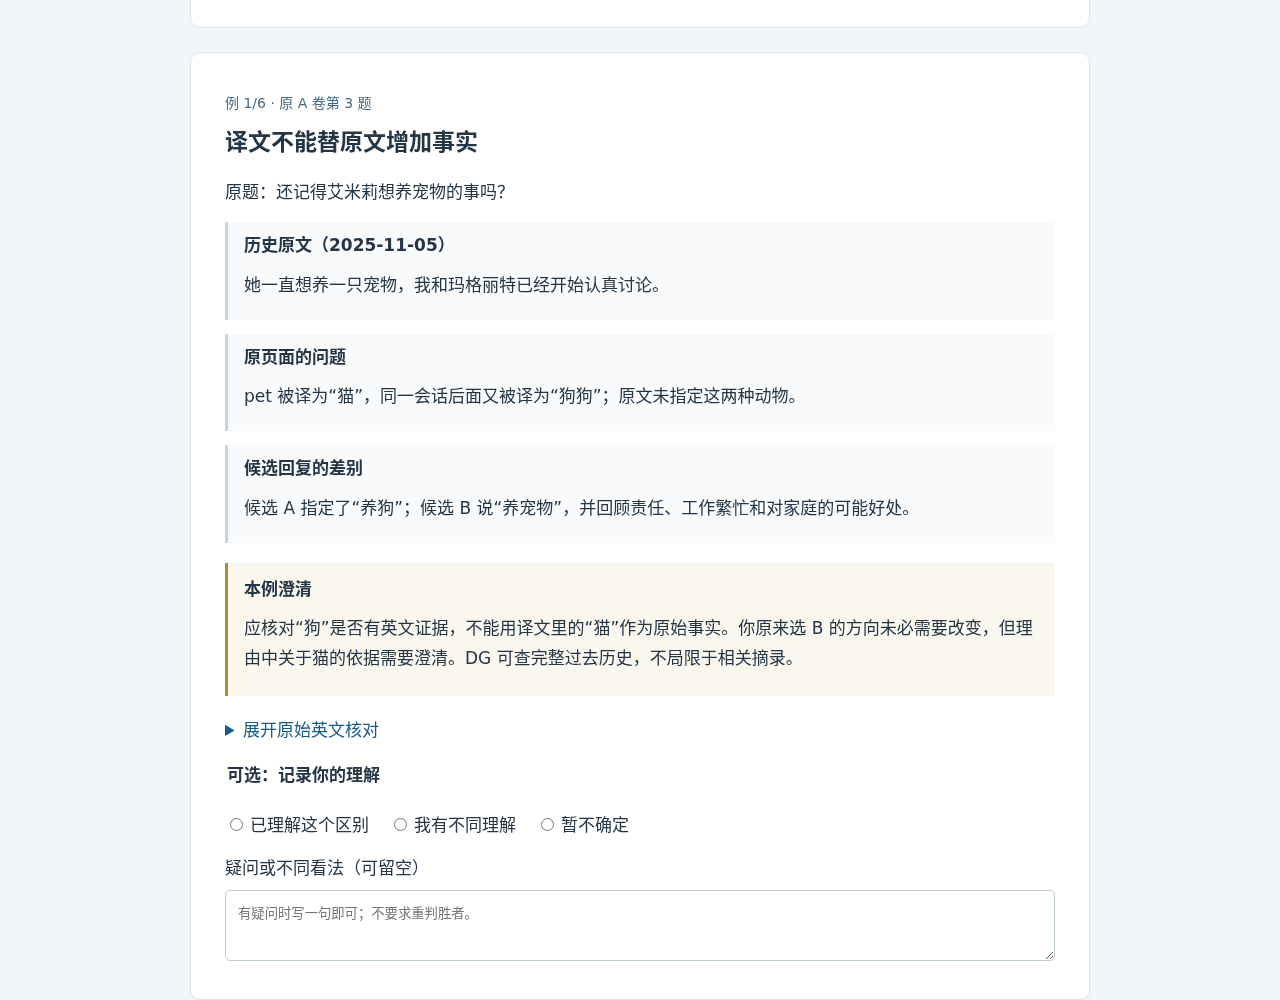 例 1/6 · 原 A 卷第 3 题
译文不能替原文增加事实
原题：还记得艾米莉想养宠物的事吗？
历史原文（2025-11-05）
她一直想养一只宠物，我和玛格丽特已经开始认真讨论。
原页面的问题
pet 被译为“猫”，同一会话后面又被译为“狗狗”；原文未指定这两种动物。
候选回复的差别
候选 A 指定了“养狗”；候选 B 说“养宠物”，并回顾责任、工作繁忙和对家庭的可能好处。
本例澄清
应核对“狗”是否有英文证据，不能用译文里的“猫”作为原始事实。你原来选 B 的方向未必需要改变，但理
由中关于猫的依据需要澄清。DG 可查完整过去历史，不局限于相关摘录。
展开原始英文核对
可选：记录你的理解
已理解这个区别 我有不同理解 暂不确定
疑问或不同看法（可留空）
有疑问时写一句即可；不要求重判胜者。